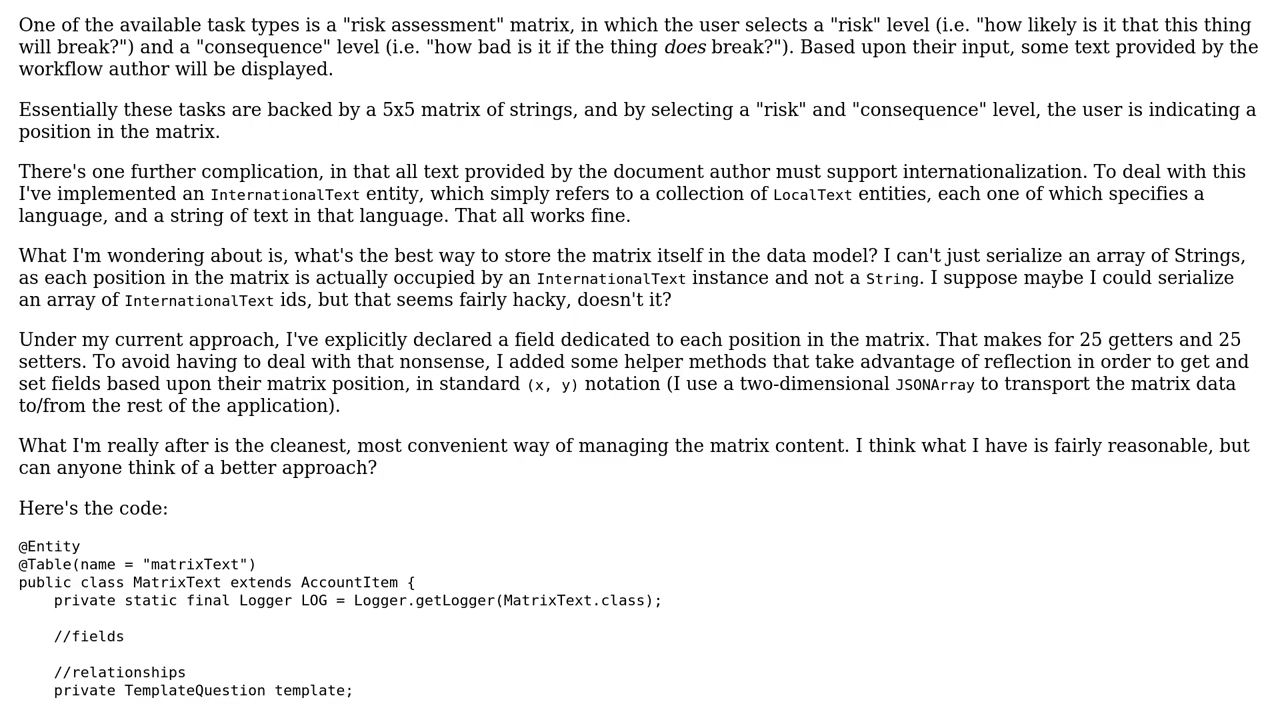 One of the available task types is a "risk assessment" matrix, in which the user selects a "risk" level (i.e. "how likely is it that this thing
will break?") and a "consequence" level (i.e. "how bad is it if the thing does break?"). Based upon their input, some text provided by the
workflow author will be displayed.
Essentially these tasks are backed by a 5x5 matrix of strings, and by selecting a "risk" and "consequence" level, the user is indicating a
position in the matrix.
There's one further complication, in that all text provided by the document author must support internationalization. To deal with this
I've implemented an InternationalText entity, which simply refers to a collection of LocalText entities, each one of which specifies a
language, and a string of text in that language. That all works fine.
What I'm wondering about is, what's the best way to store the matrix itself in the data model? I can't just serialize an array of Strings,
as each position in the matrix is actually occupied by an InternationalText instance and not a String. I suppose maybe I could serialize
an array of InternationalText ids, but that seems fairly hacky, doesn't it?
Under my current approach, I've explicitly declared a field dedicated to each position in the matrix. That makes for 25 getters and 25
setters. To avoid having to deal with that nonsense, I added some helper methods that take advantage of reflection in order to get and
set fields based upon their matrix position, in standard (x, y) notation (I use a two-dimensional JSONArray to transport the matrix data
to/from the rest of the application).
What I'm really after is the cleanest, most convenient way of managing the matrix content. I think what I have is fairly reasonable, but
can anyone think of a better approach?
Here's the code:
@Entity
@Table(name = "matrixText")
public class MatrixText extends AccountItem {
    private static final Logger LOG = Logger.getLogger(MatrixText.class);
    //fields
    //relationships
    private TemplateQuestion template;